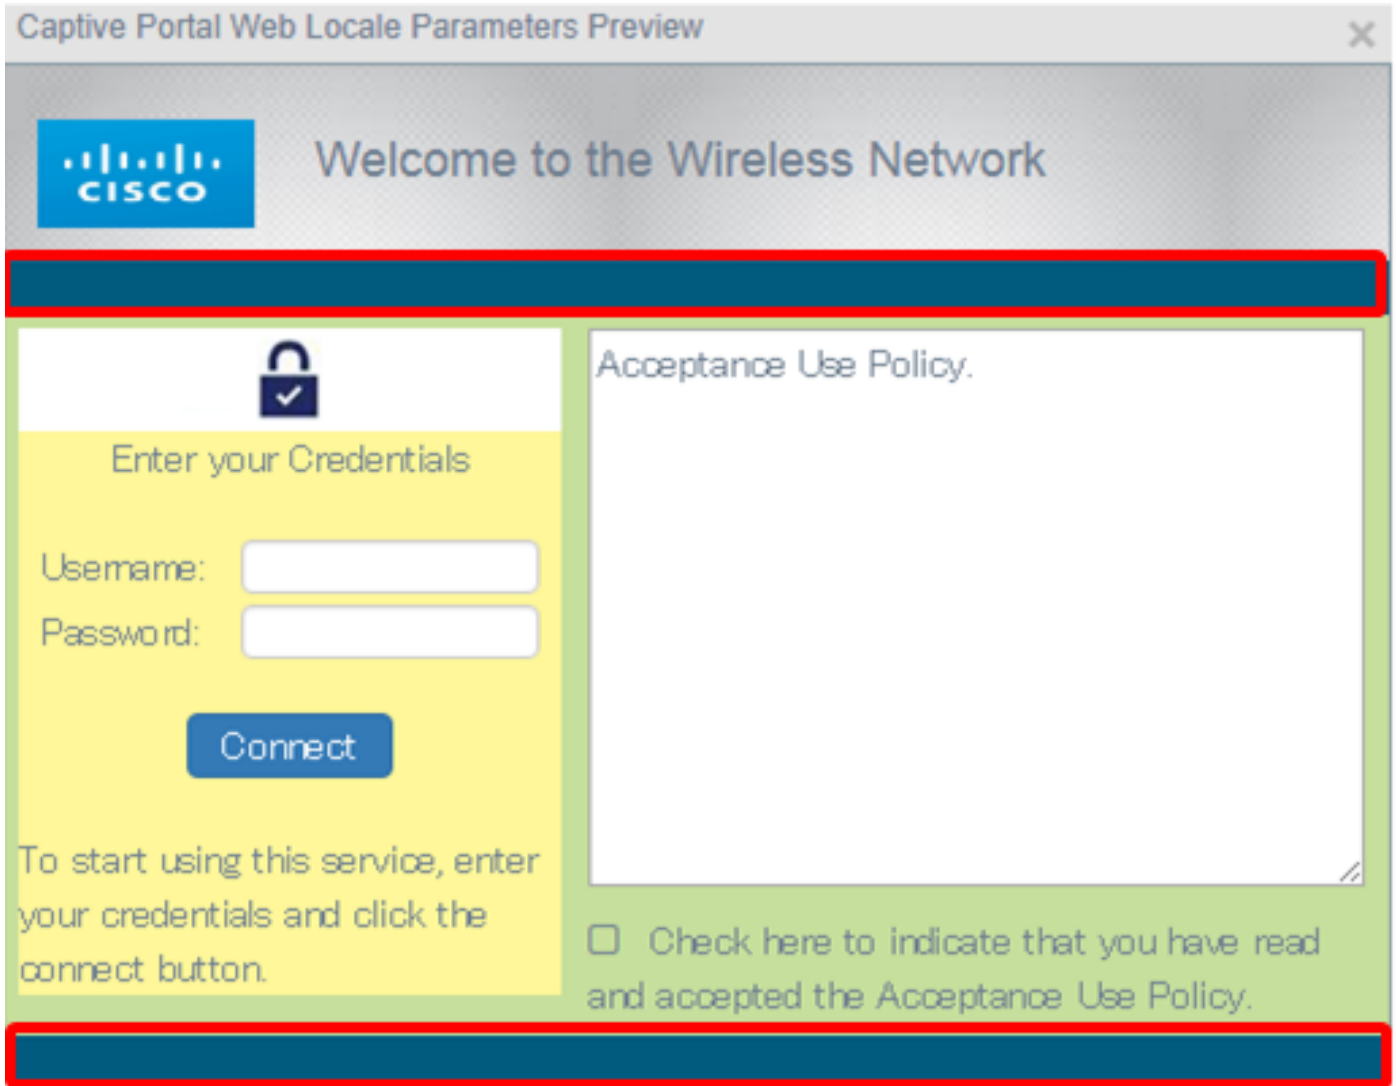 Captive Portal Web Locale Parameters Preview
CISCO
Welcome to the Wireless Network
Enter your Credentials
Username:
Password:
Connect
To start using this service, enter
your credentials and click the
connect button.
Acceptance Use Policy.
Check here to indicate that you have read
and accepted the Acceptance Use Policy.